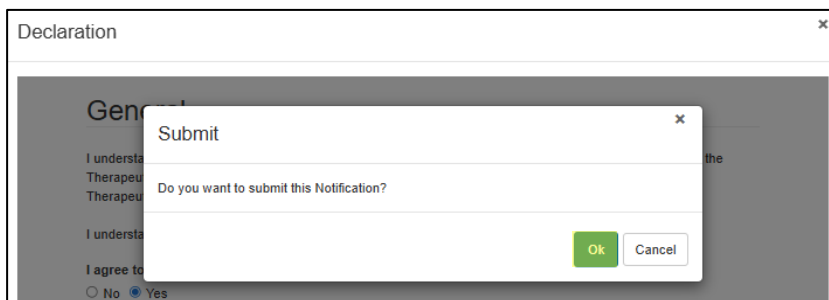 Declaration
×
General
Submit
×
I understa
the
Therapeu
Do you want to submit this Notification?
Therapeu
I understa
Ok
Cancel
I agree to
No
Yes